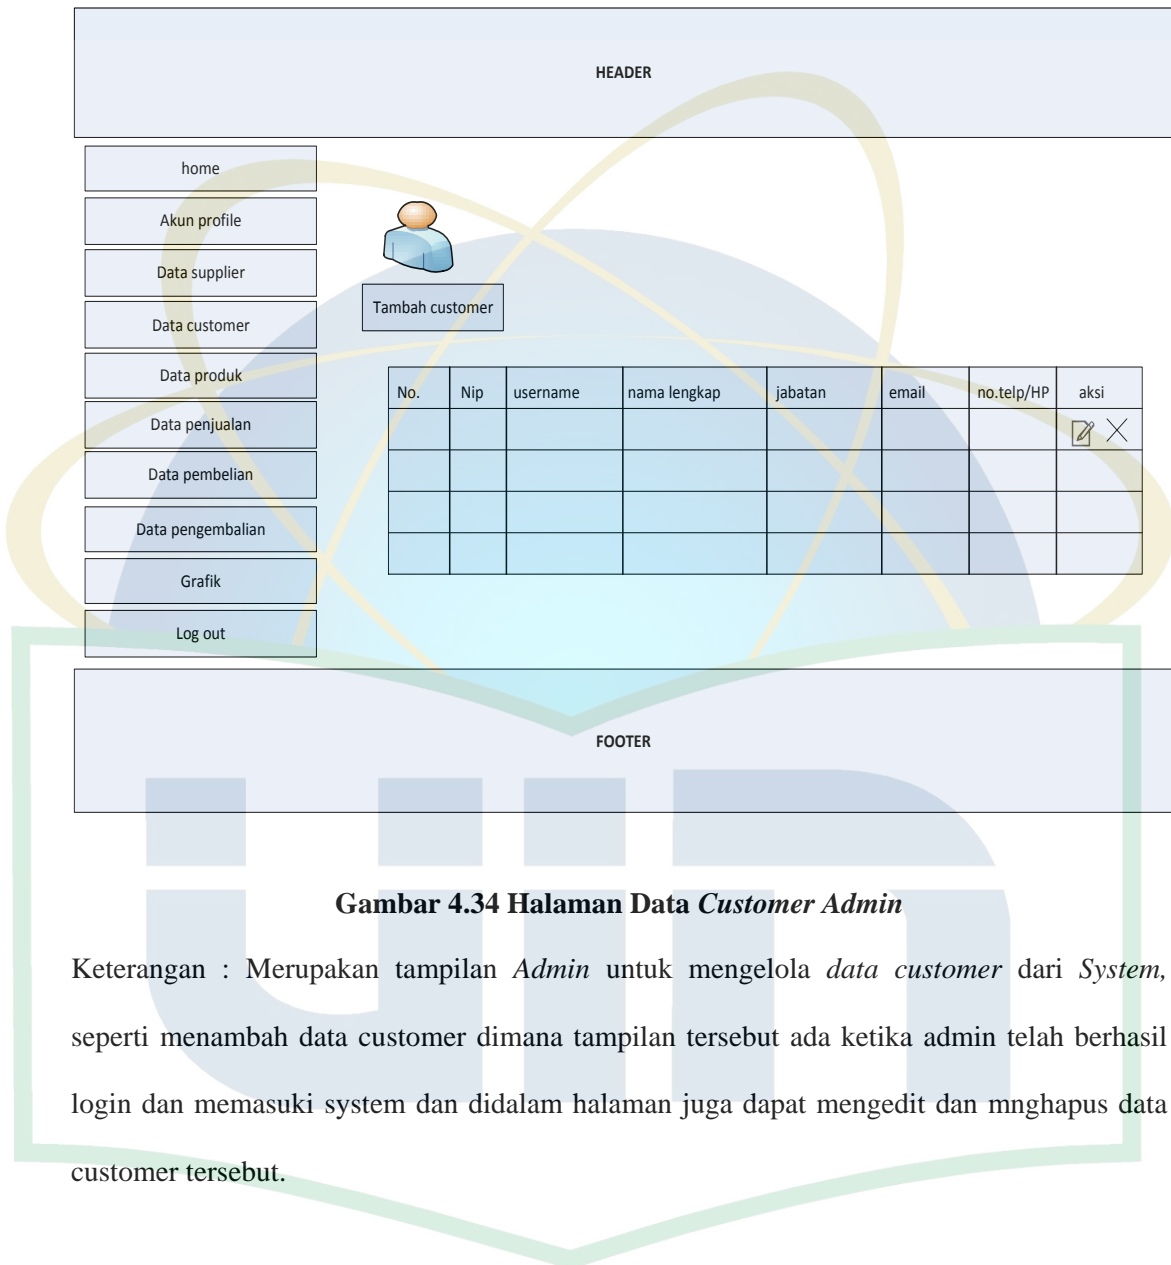 HEADER
home
Akun profile
Data supplier
Data customer
Data produk
Data penjualan
Data pembelian
Data pengembalian
Grafik
Log out
Tambah customer
No. Nip username nama lengkap jabatan email no.telp/HP aksi
FOOTER
Gambar 4.34 Halaman Data Customer Admin
Keterangan : Merupakan tampilan Admin untuk mengelola data customer dari System,
seperti menambah data customer dimana tampilan tersebut ada ketika admin telah berhasil
login dan memasuki system dan didalam halaman juga dapat mengedit dan mnghapus data
customer tersebut.
uin